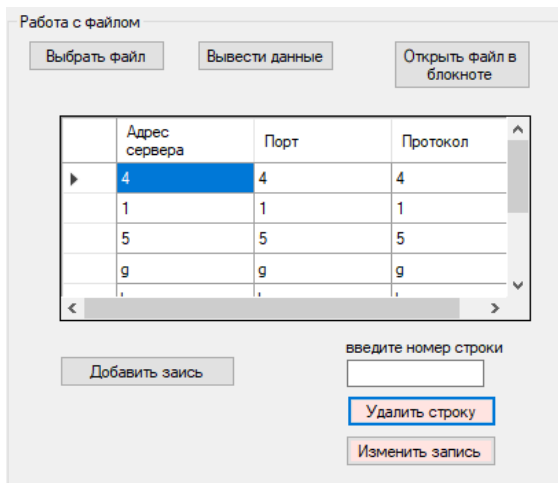 Работа с файлом
Выбрать файл Вывести данные Открыть файл в
блокноте
Адрес
сервера Порт Протокол
4 4 4
1 1 1
5 5 5
g g g
введите номер строки
Добавить заись
Удалить строку
Изменить запись